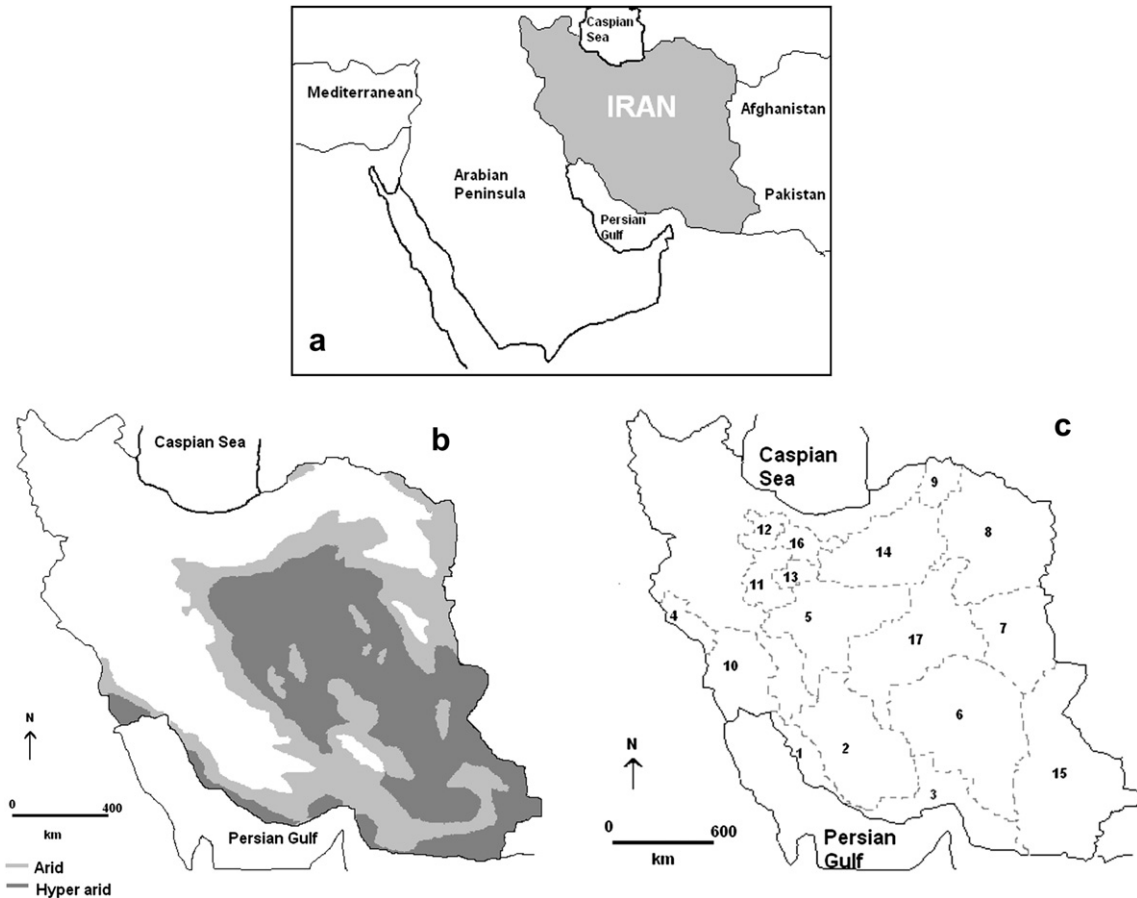 Caspian
Sea
Mediterranean
IRAN
Afghanistan
Arabian
Peninsula
Pakistan
Persian
Gulf
a
b
Caspian Sea
N
0 400
km
Persian Gulf
Arid
Hyper arid
c
Caspian
Sea
9
12
16
8
14
11
13
4
5
7
17
10
6
N
1
2
15
3
0 600
km
Persian
Gulf